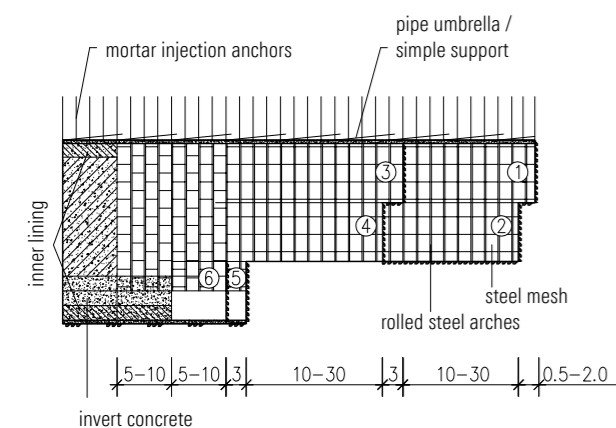 pipe umbrella /
simple support
mortar injection anchors
inner lining
3
1
4
2
6
5
steel mesh
rolled steel arches
5-10 5-10 3 10-30 3 10-30 0.5-2.0
invert concrete